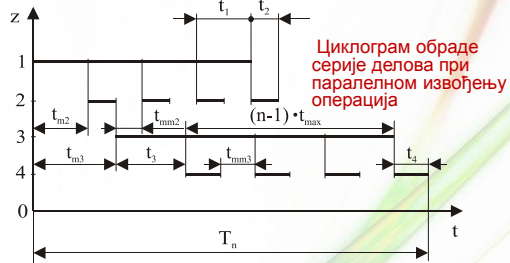 z
t₁
t₂
Циклограм обраде
серије делова при
паралелном извођењу
операција
1
2
tₘ₂
tₘₘ₂
(n-1)·tₘₐₓ
3
tₘ₃
t₃
tₘₘ₃
t₄
4
0
t
Tₙ